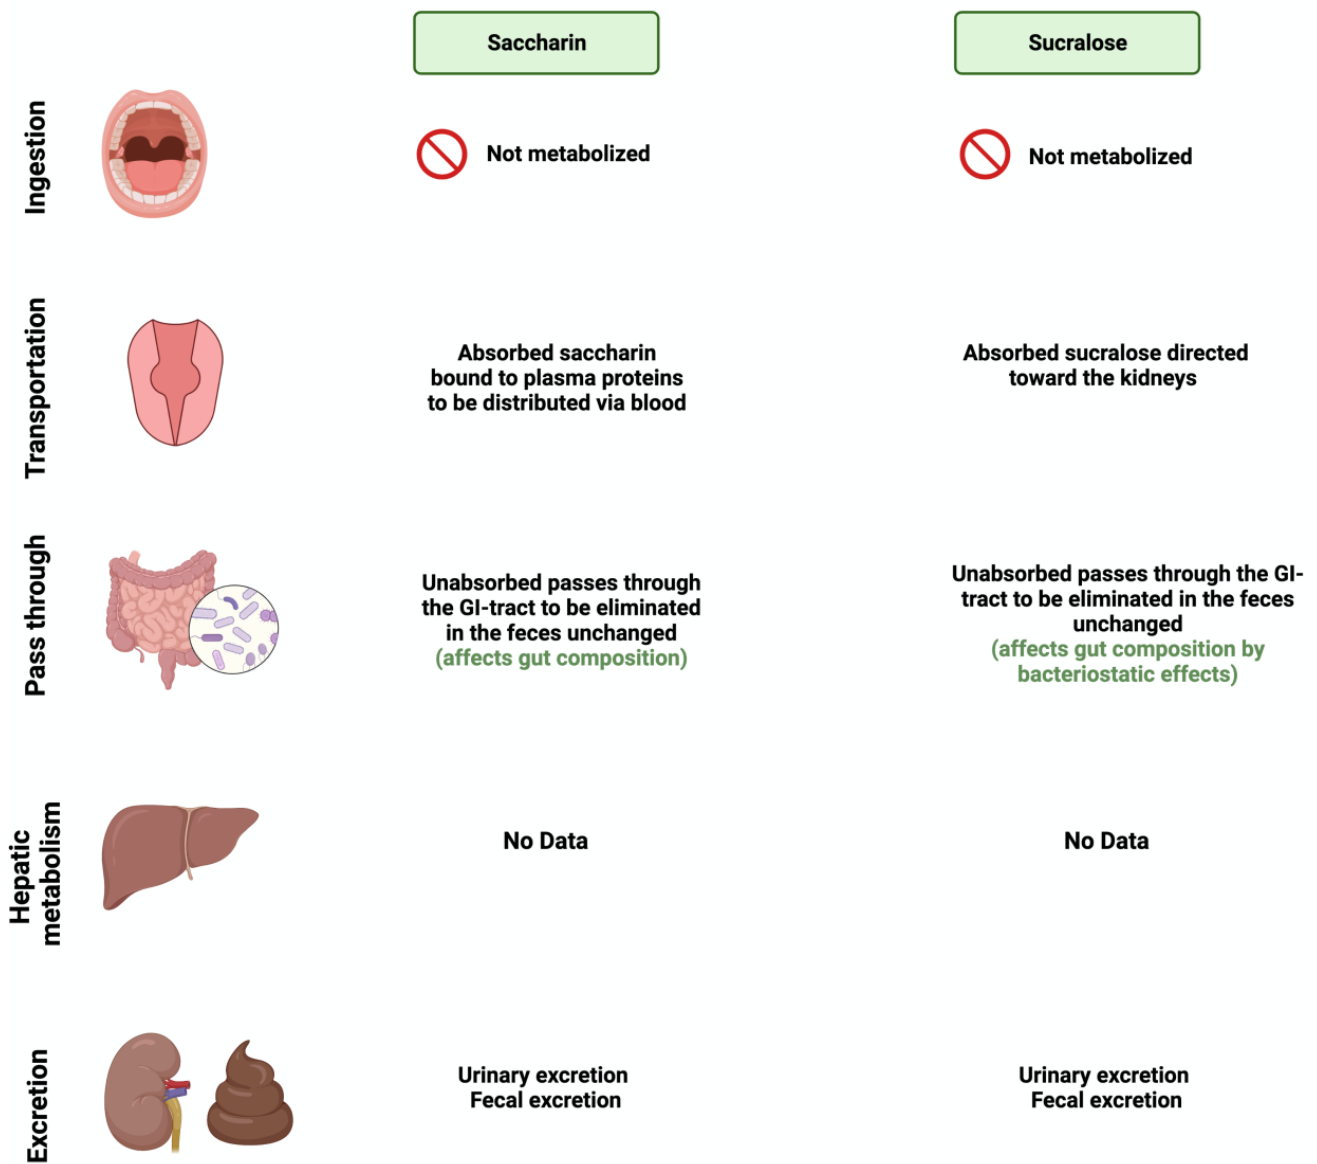 Saccharin
Sucralose
Ingestion
Not metabolized
Not metabolized
Transportation
Absorbed saccharin
bound to plasma proteins
to be distributed via blood
Absorbed sucralose directed
toward the kidneys
Pass through
Unabsorbed passes through
the GI-tract to be eliminated
in the feces unchanged
(affects gut composition)
Unabsorbed passes through the GI-
tract to be eliminated in the feces
unchanged
(affects gut composition by
bacteriostatic effects)
Hepatic
metabolism
No Data
No Data
Excretion
Urinary excretion
Fecal excretion
Urinary excretion
Fecal excretion